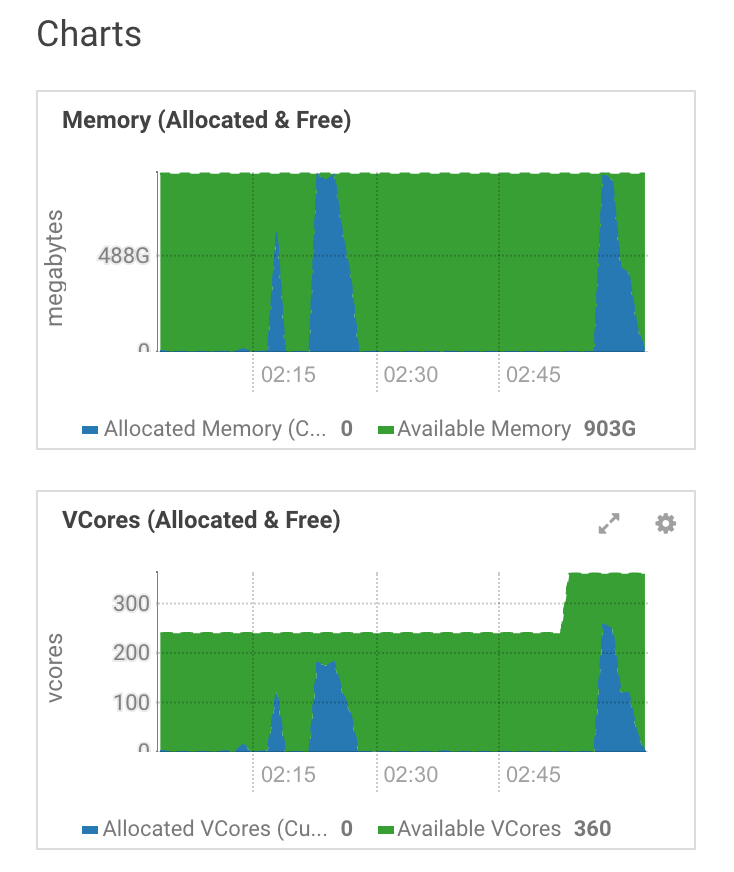 Charts
Memory (Allocated & Free)
megabytes
488G
0
02:15 02:30 02:45
Allocated Memory (C... 0 Available Memory 903G
VCores (Allocated & Free)
vcores
300
200
100
0
02:15 02:30 02:45
Allocated VCores (Cu... 0 Available VCores 360